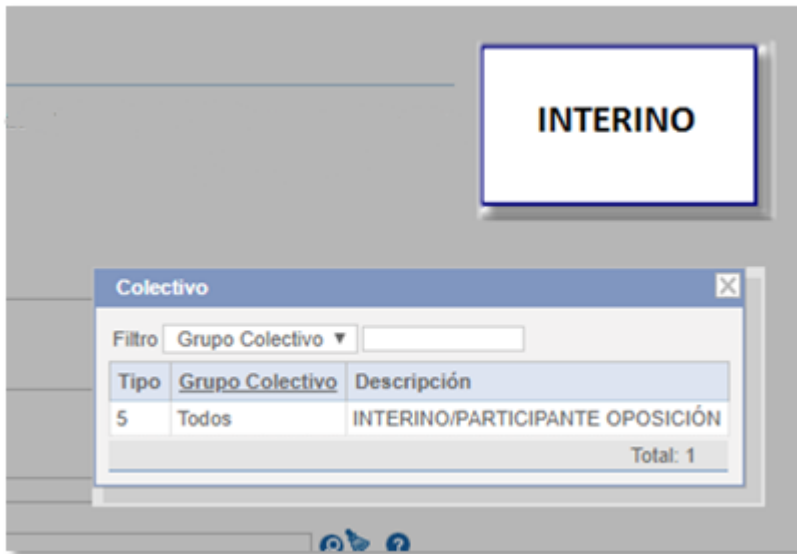 INTERINO
Colectivo
Filtro Grupo Colectivo
Tipo Grupo Colectivo Descripción
5 Todos INTERINO/PARTICIPANTE OPOSICIÓN
Total: 1